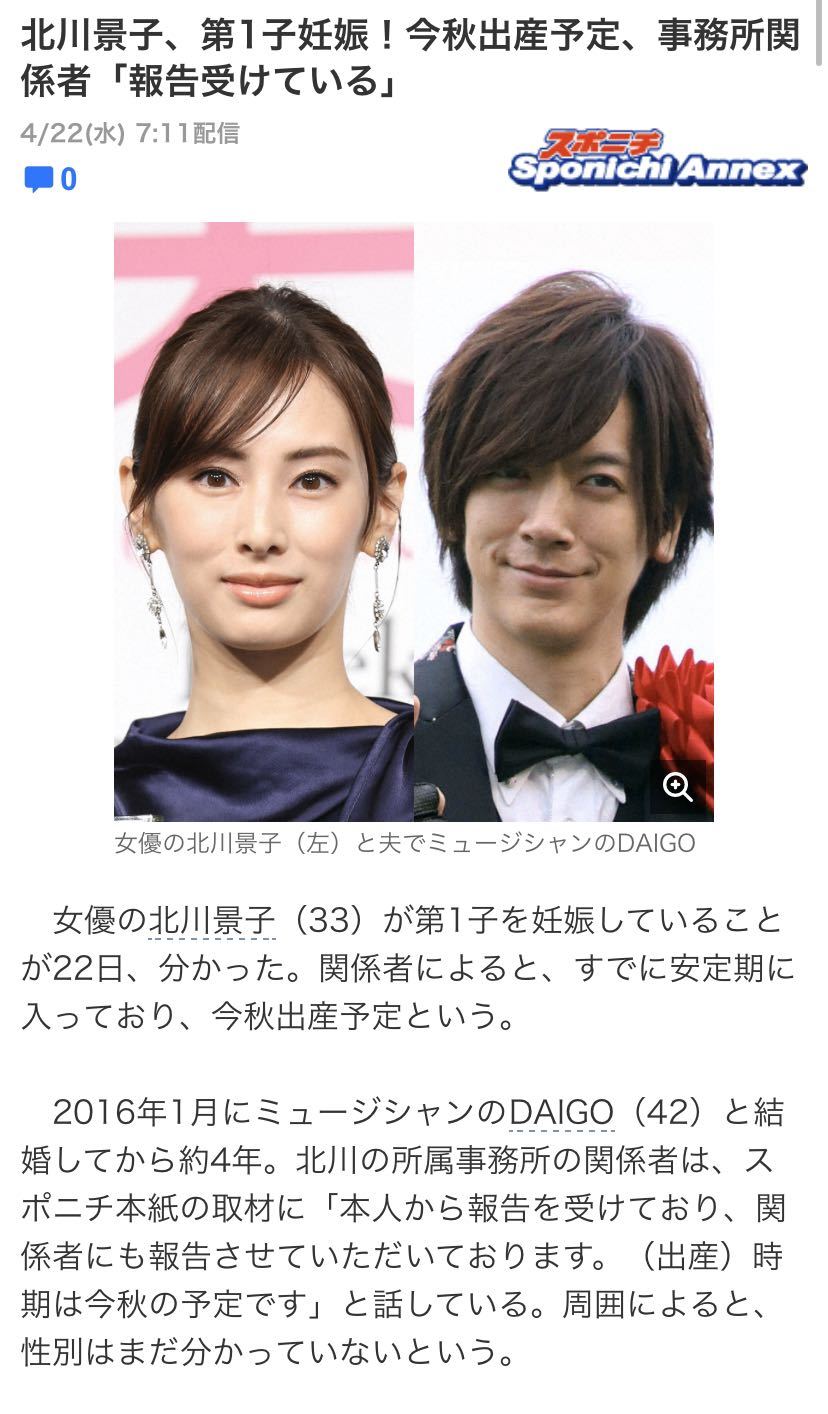 北川景子、第1子妊娠！今秋出産予定、事務所関
係者「報告受けている」
4/22(水) 7:11配信
0
スポニチ
Sponichi Annex
女優の北川景子（左）と夫でミュージシャンのDAIGO
　女優の北川景子（33）が第1子を妊娠していること
が22日、分かった。関係者によると、すでに安定期に
入っており、今秋出産予定という。
　2016年1月にミュージシャンのDAIGO（42）と結
婚してから約4年。北川の所属事務所の関係者は、ス
ポニチ本紙の取材に「本人から報告を受けており、関
係者にも報告させていただいております。（出産）時
期は今秋の予定です」と話している。周囲によると、
性別はまだ分かっていないという。